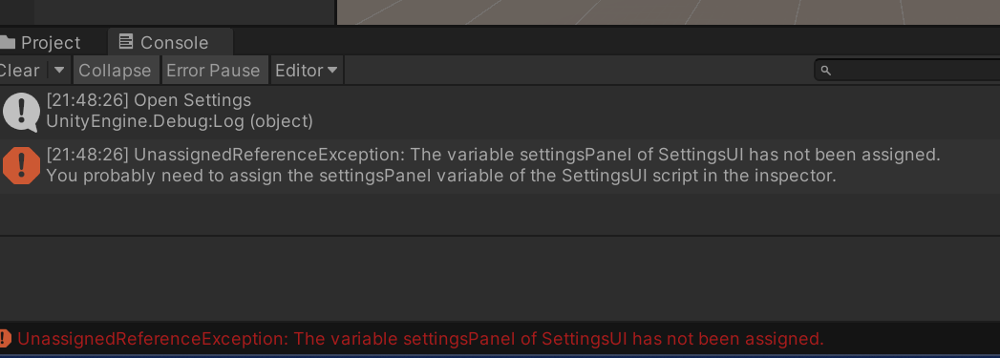 Project
Console
Clear
Collapse
Error Pause
Editor
[21:48:26] Open Settings
UnityEngine.Debug:Log (object)
[21:48:26] UnassignedReferenceException: The variable settingsPanel of SettingsUI has not been assigned.
You probably need to assign the settingsPanel variable of the SettingsUI script in the inspector.
UnassignedReferenceException: The variable settingsPanel of SettingsUI has not been assigned.